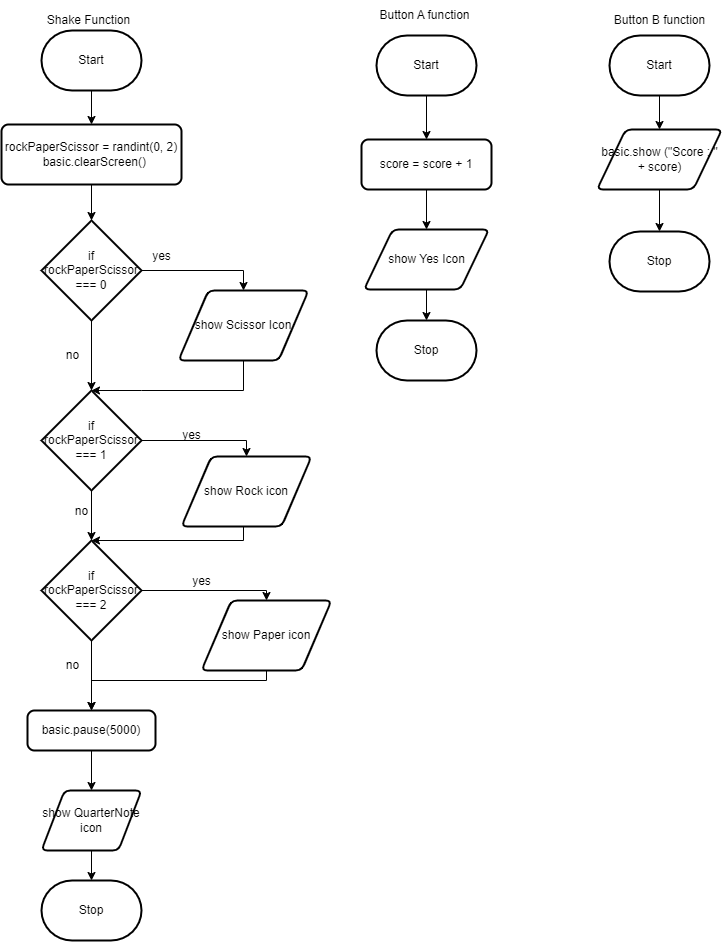 Shake Function
Start
rockPaperScissor = randint(0, 2)
basic.clearScreen()
if
rockPaperScissor
=== 0
yes
show Scissor Icon
no
if
rockPaperScissor
=== 1
yes
show Rock icon
no
if
rockPaperScissor
=== 2
yes
show Paper icon
no
basic.pause(5000)
show QuarterNote
icon
Stop
Button A function
Start
score = score + 1
show Yes Icon
Stop
Button B function
Start
basic.show ("Score :"
+ score)
Stop